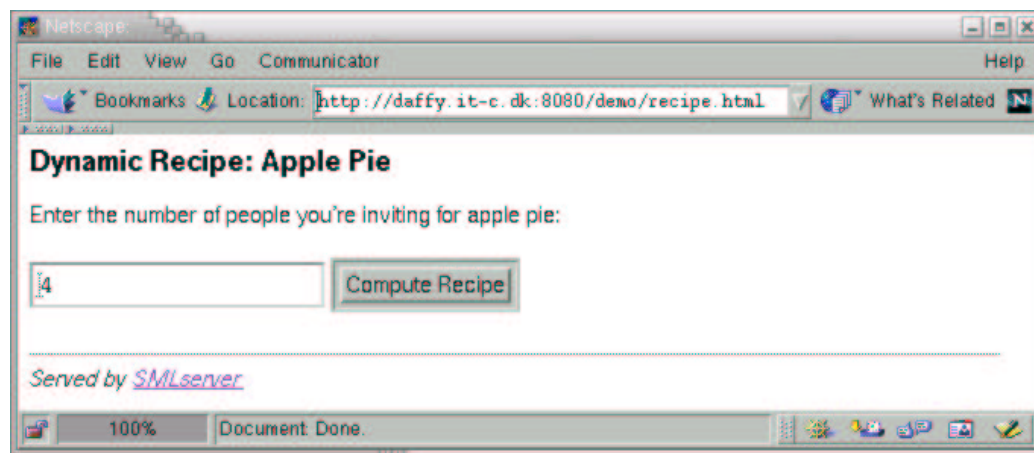 Netscape:
File Edit View Go Communicator Help
Bookmarks Location: http://daffy.it-c.dk:8080/demo/recipe.html What's Related N
Dynamic Recipe: Apple Pie
Enter the number of people you're inviting for apple pie:
4 Compute Recipe
Served by SMLserver
100% Document: Done.